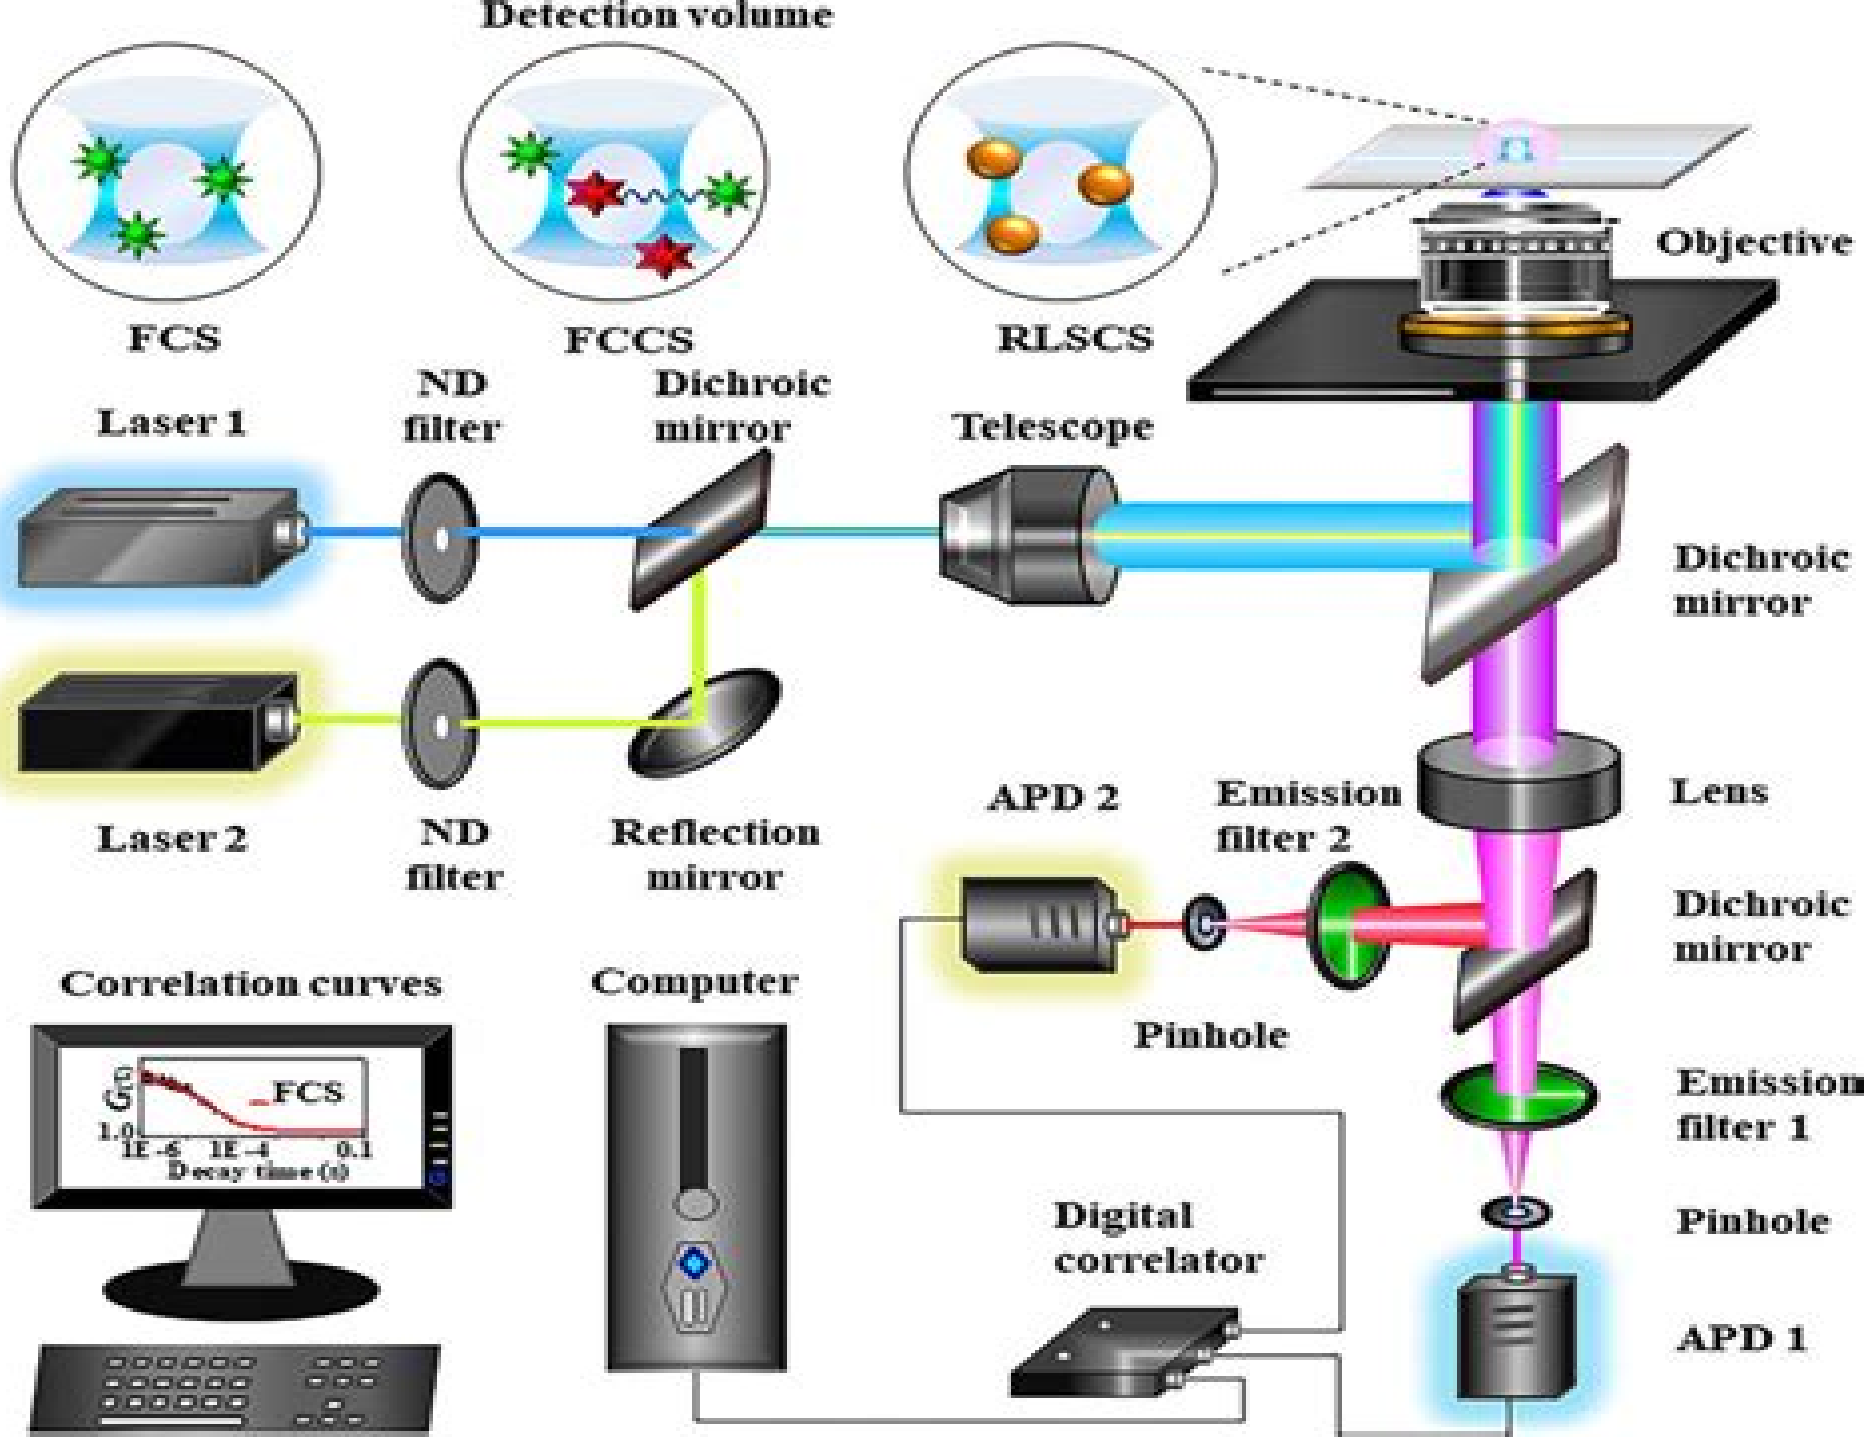 Detection volume
FCS
FCCS
RLSCS
Objective
Laser 1
ND
filter
Dichroic
mirror
Telescope
Dichroic
mirror
Laser 2
ND
filter
Reflection
mirror
APD 2
Emission
filter 2
Lens
Dichroic
mirror
Pinhole
Correlation curves
Computer
FCS
1.0
1E -6
1E -4
0.1
Decay time (s)
Emission
filter 1
Digital
correlator
Pinhole
APD 1